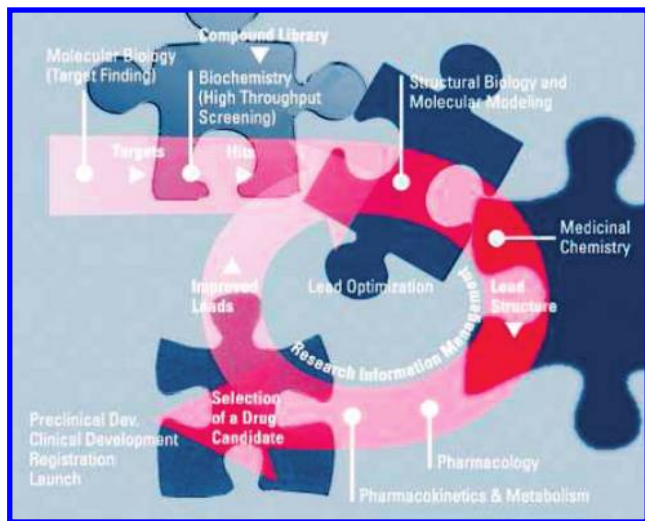 Compound Library
Molecular Biology
(Target Finding)
Biochemistry
(High Throughput
Screening)
Structural Biology and
Molecular Modeling
Targets
Hits
Medicinal
Chemistry
Improved
Leads
Lead Optimization
Lead
Structure
Research Information Management
Selection
of a Drug
Candidate
Preclinical Dev.
Clinical Development
Registration
Launch
Pharmacology
Pharmacokinetics & Metabolism